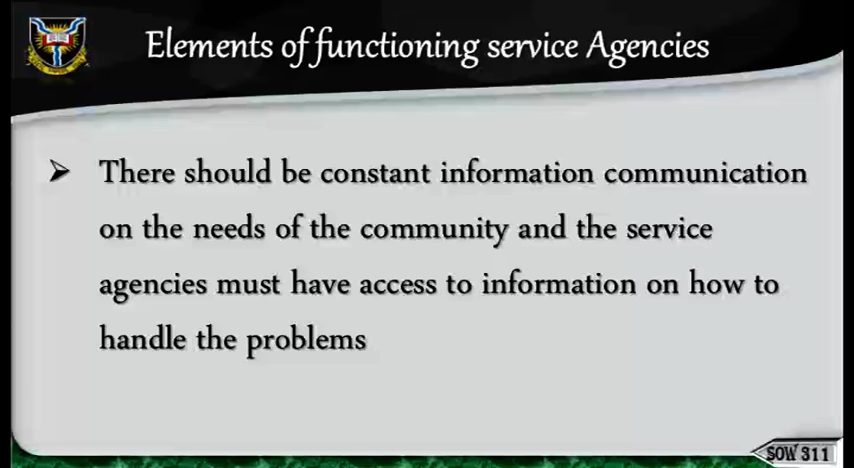 Elements of functioning service Agencies
There should be constant information communication
on the needs of the community and the service
agencies must have access to information on how to
handle the problems
SOW 311